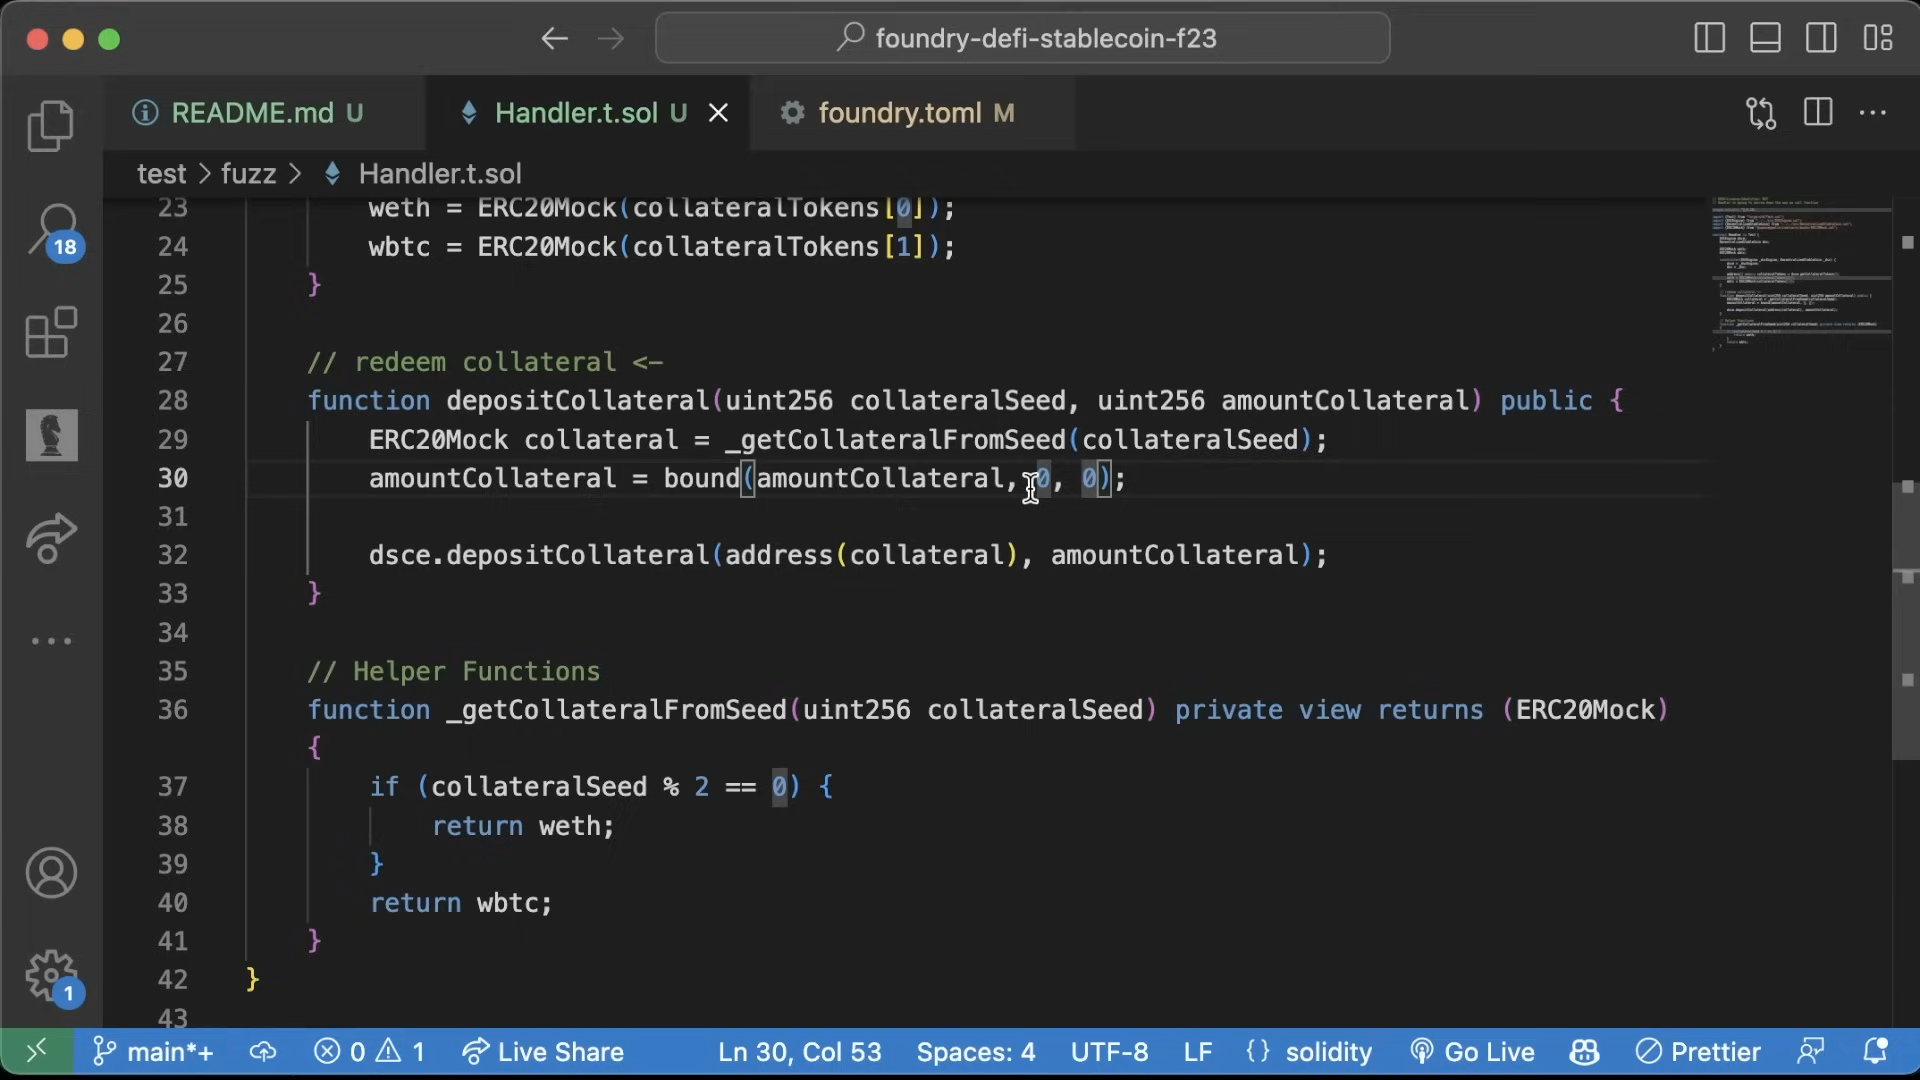 foundry-defi-stablecoin-f23
README.md U
Handler.t.sol U
foundry.toml M
test > fuzz > Handler.t.sol
18
23 weth = ERC20Mock(collateralTokens[0]);
24 wbtc = ERC20Mock(collateralTokens[1]);
25 }
26
27 // redeem collateral <-
28 function depositCollateral(uint256 collateralSeed, uint256 amountCollateral) public {
29 ERC20Mock collateral = _getCollateralFromSeed(collateralSeed);
30 amountCollateral = bound(amountCollateral, 0, 0);
31
32 dsce.depositCollateral(address(collateral), amountCollateral);
33 }
34
35 // Helper Functions
36 function _getCollateralFromSeed(uint256 collateralSeed) private view returns (ERC20Mock)
{
37 if (collateralSeed % 2 == 0) {
38 return weth;
39 }
40 return wbtc;
41 }
42 }
43
1
main*+ 0 1 Live Share Ln 30, Col 53 Spaces: 4 UTF-8 LF {} solidity Go Live Prettier